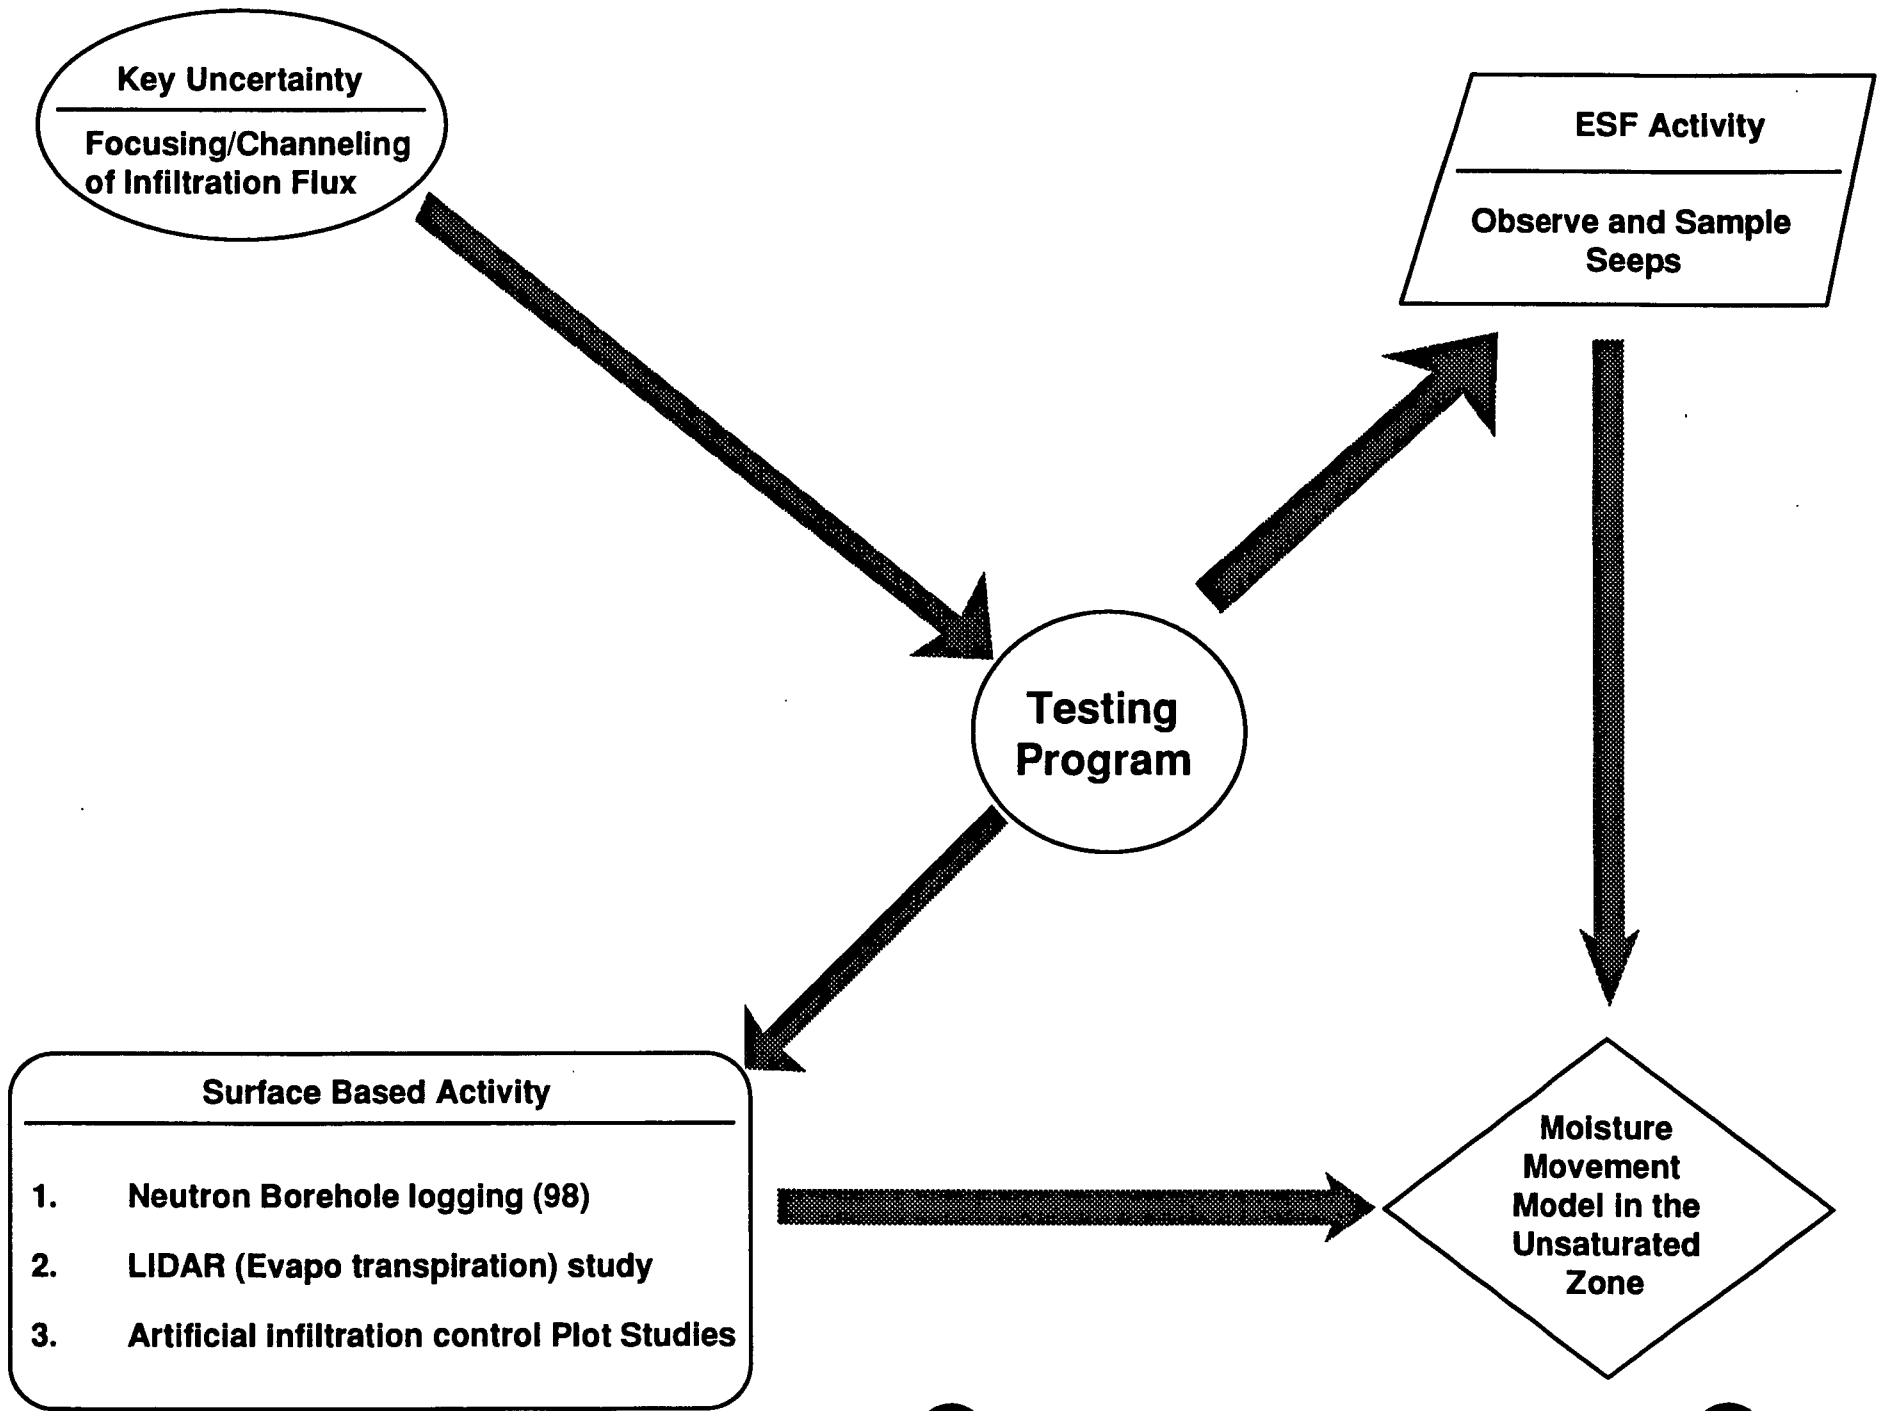 Key Uncertainty
Focusing/Channeling
of Infiltration Flux
ESF Activity
Observe and Sample
Seeps
Testing
Program
Surface Based Activity
1. Neutron Borehole logging (98)
2. LIDAR (Evapo transpiration) study
3. Artificial infiltration control Plot Studies
Moisture
Movement
Model in the
Unsaturated
Zone